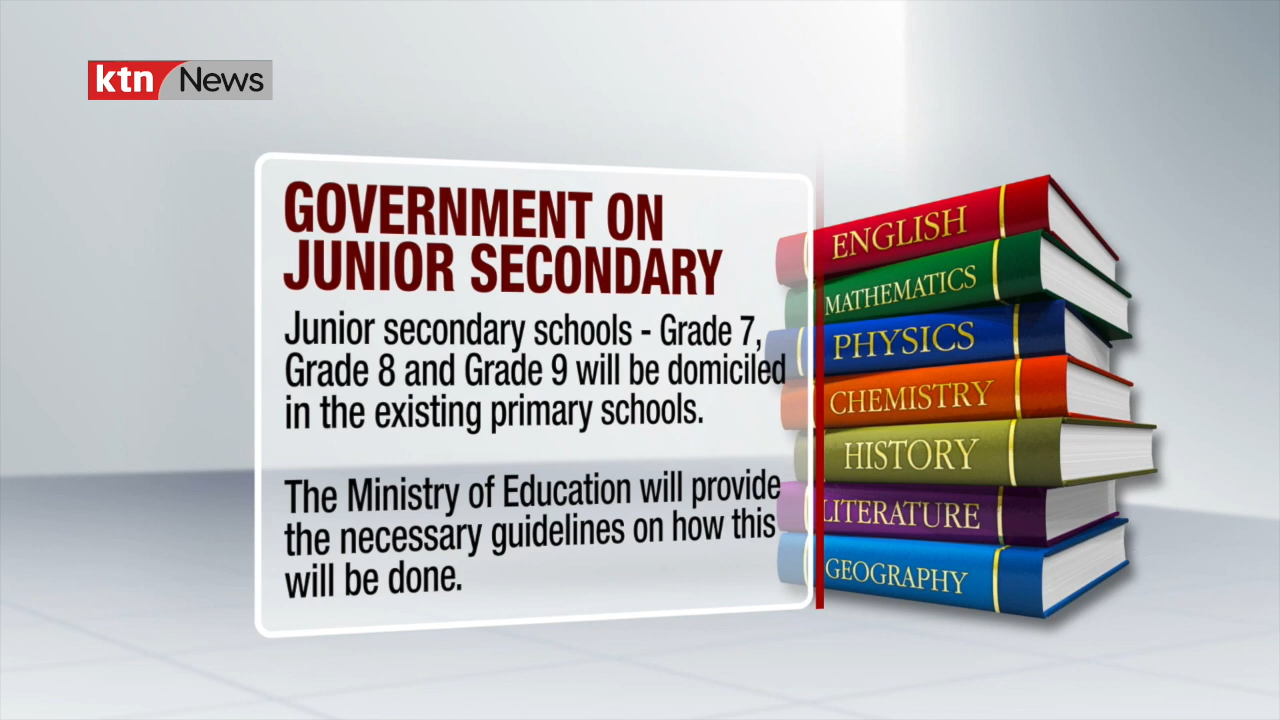 ktn News
GOVERNMENT ON
JUNIOR SECONDARY
Junior secondary schools - Grade 7,
Grade 8 and Grade 9 will be domiciled
in the existing primary schools.
The Ministry of Education will provide
the necessary guidelines on how this
will be done.
ENGLISH
MATHEMATICS
PHYSICS
CHEMISTRY
HISTORY
LITERATURE
GEOGRAPHY